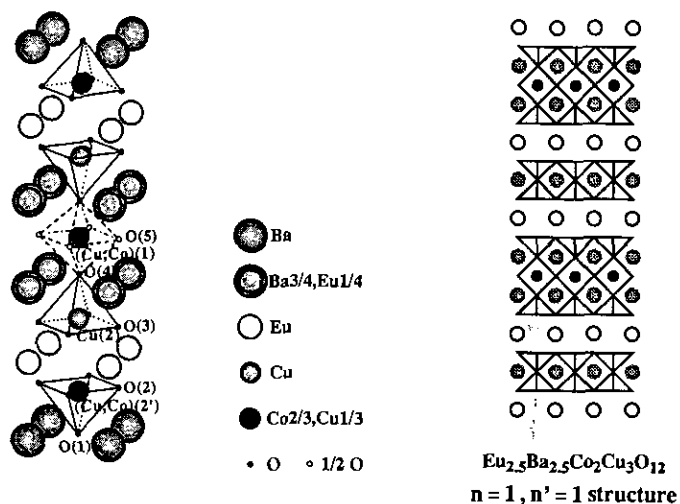 O(5)
(Cu,Co)(1)
O(4)
O(3)
Cu(2)
O(2)
(Cu,Co)(2')
O(1)
Ba
Ba3/4,Eu1/4
Eu
Cu
Co2/3,Cu1/3
O 1/2 O
Eu2.5Ba2.5Co2Cu3O12
n = 1 , n' = 1 structure